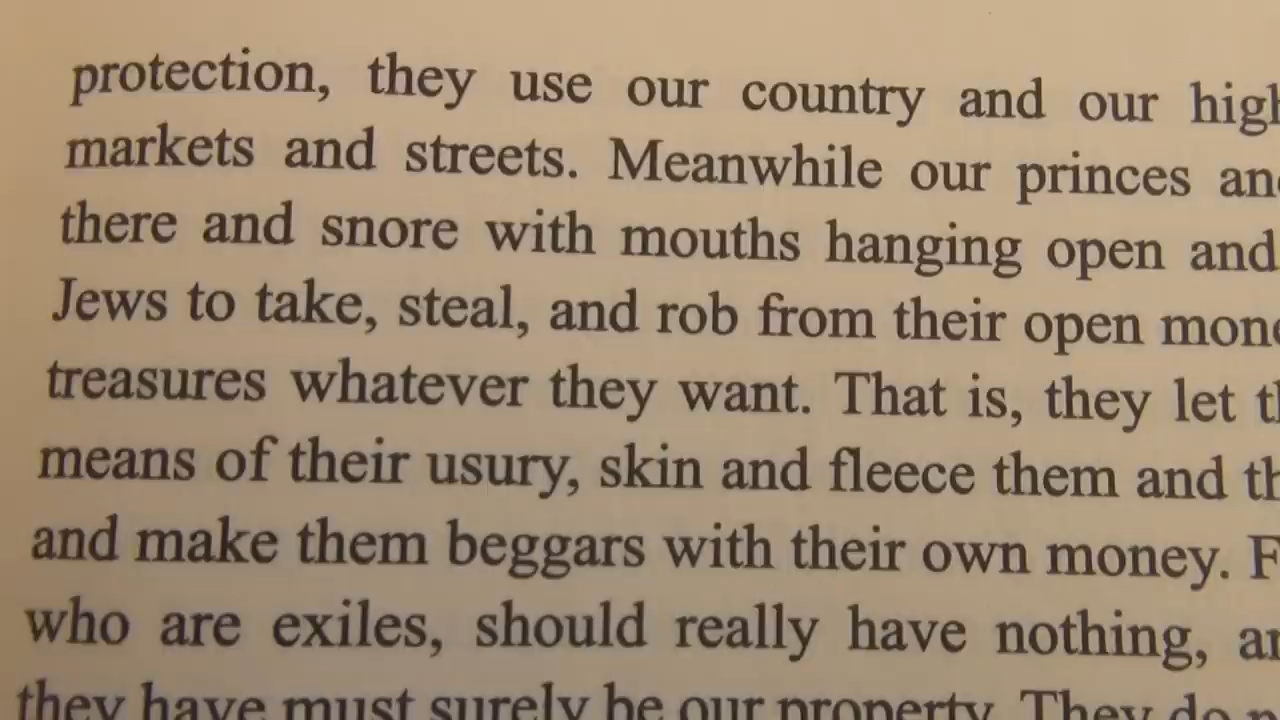 protection, they use our country and our
markets and streets. Meanwhile our princes
there and snore with mouths hanging open and
Jews to take, steal, and rob from their open
treasures whatever they want. That is, they let
means of their usury, skin and fleece them and
and make them beggars with their own money.
who are exiles, should really have nothing,
they have must surely be our property. They do